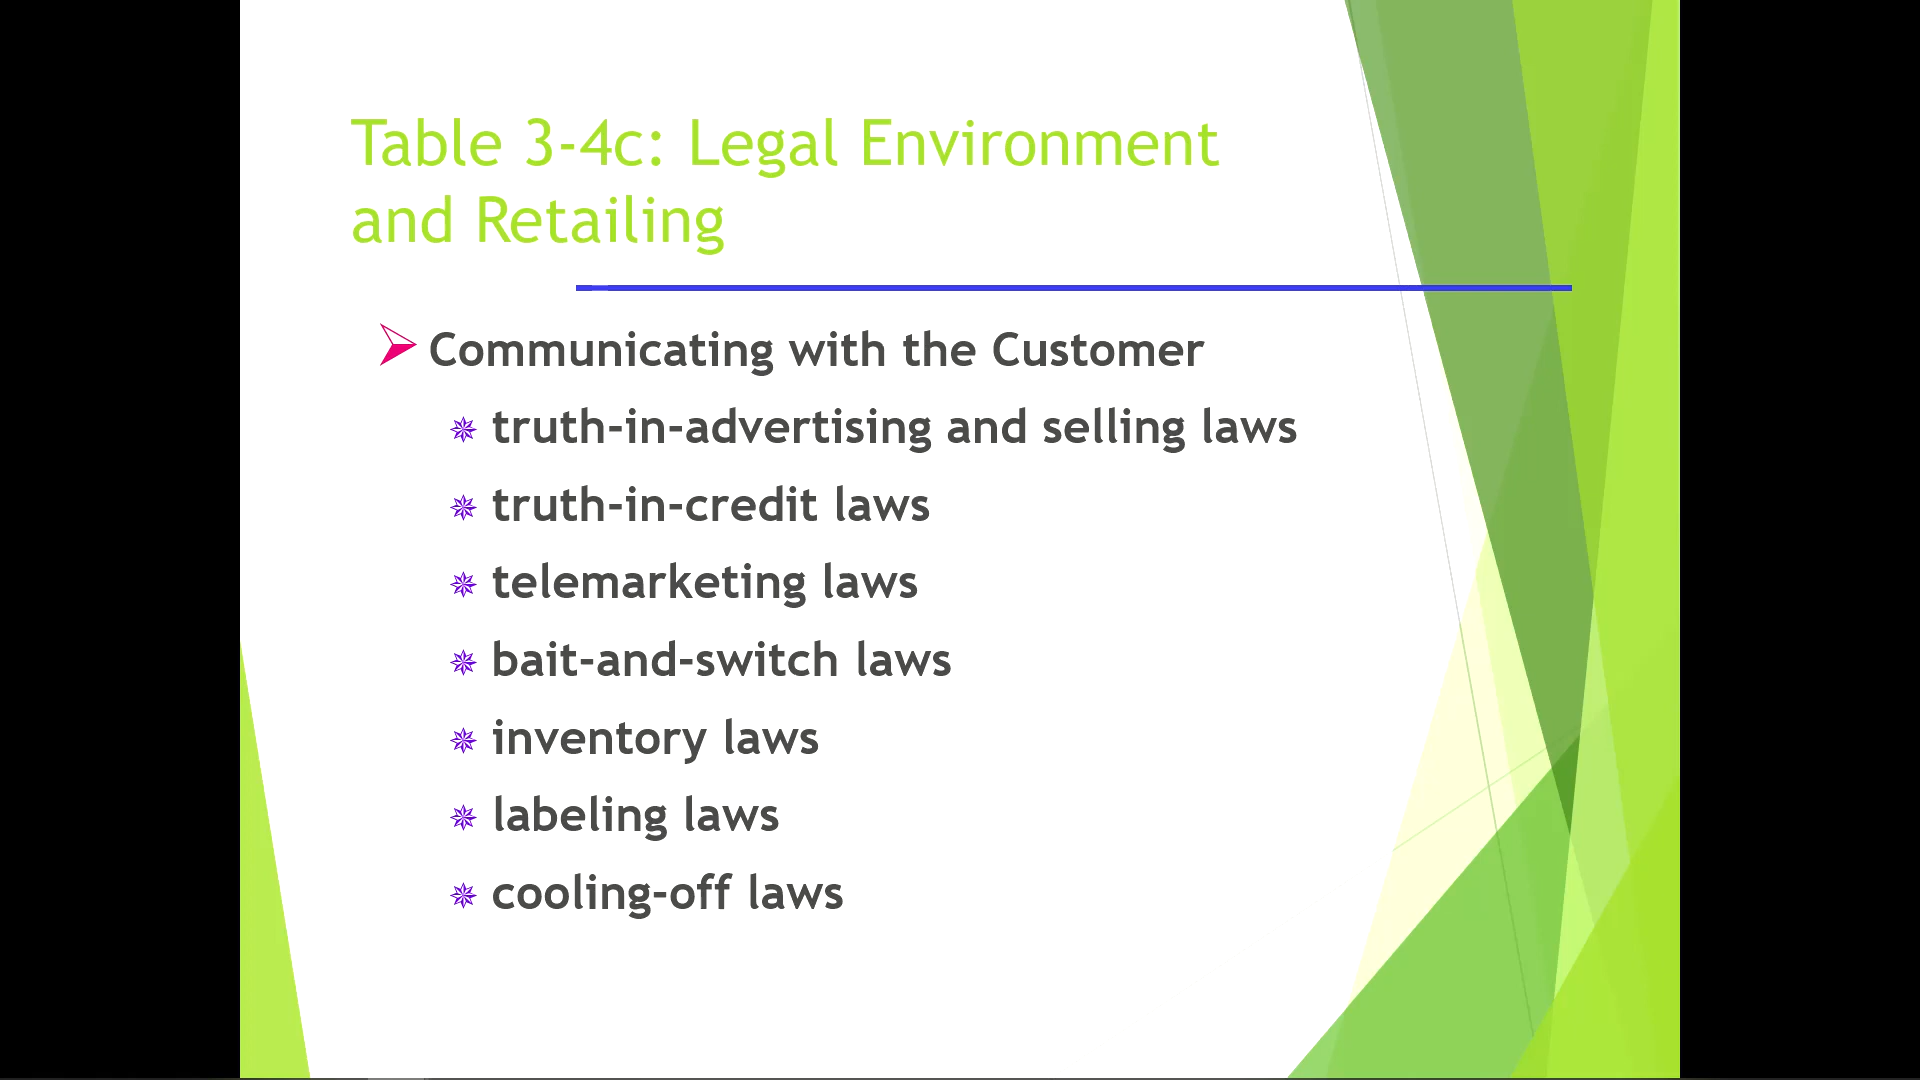 Table 3-4c: Legal Environment
and Retailing
Communicating with the Customer
truth-in-advertising and selling laws
truth-in-credit laws
telemarketing laws
bait-and-switch laws
inventory laws
labeling laws
cooling-off laws